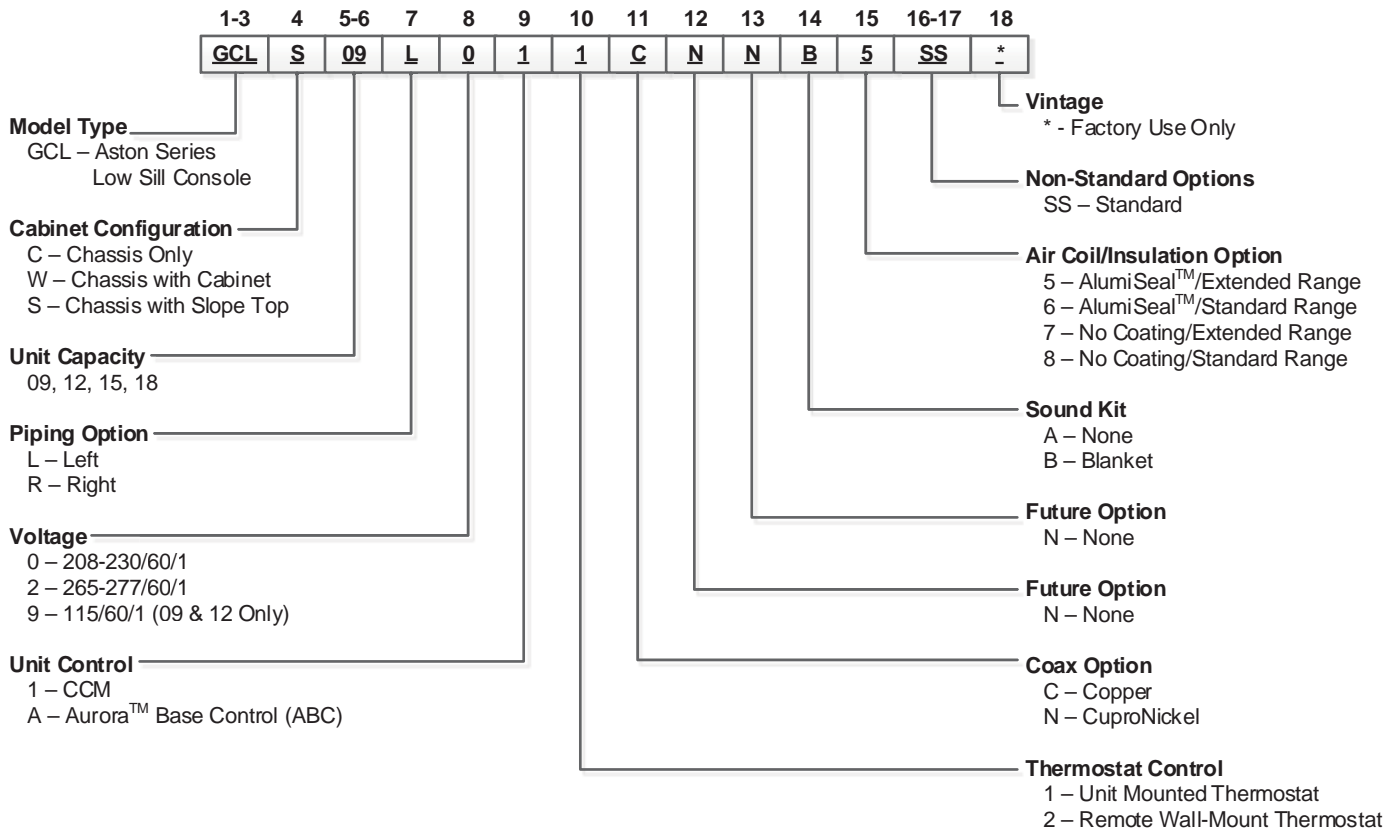 1-3 4 5-6 7 8 9 10 11 12 13 14 15 16-17 18
GCL S 09 L 0 1 1 C N N B 5 SS *
Model Type
GCL – Aston Series
Low Sill Console
Cabinet Configuration
C – Chassis Only
W – Chassis with Cabinet
S – Chassis with Slope Top
Unit Capacity
09, 12, 15, 18
Piping Option
L – Left
R – Right
Voltage
0 – 208-230/60/1
2 – 265-277/60/1
9 – 115/60/1 (09 & 12 Only)
Unit Control
1 – CCM
A – Aurora™ Base Control (ABC)
Vintage
* - Factory Use Only
Non-Standard Options
SS – Standard
Air Coil/Insulation Option
5 – AlumiSeal™/Extended Range
6 – AlumiSeal™/Standard Range
7 – No Coating/Extended Range
8 – No Coating/Standard Range
Sound Kit
A – None
B – Blanket
Future Option
N – None
Future Option
N – None
Coax Option
C – Copper
N – CuproNickel
Thermostat Control
1 – Unit Mounted Thermostat
2 – Remote Wall-Mount Thermostat